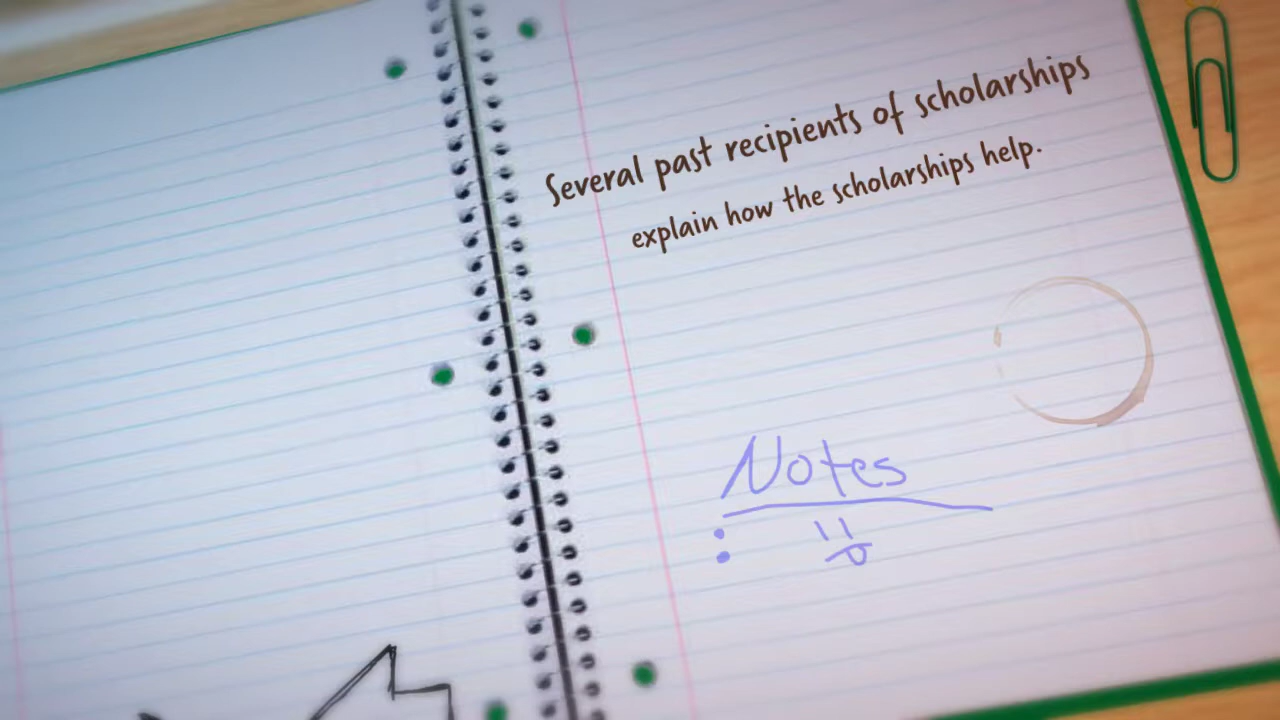 Several past recipients of scholarships
explain how the scholarships help.
Notes